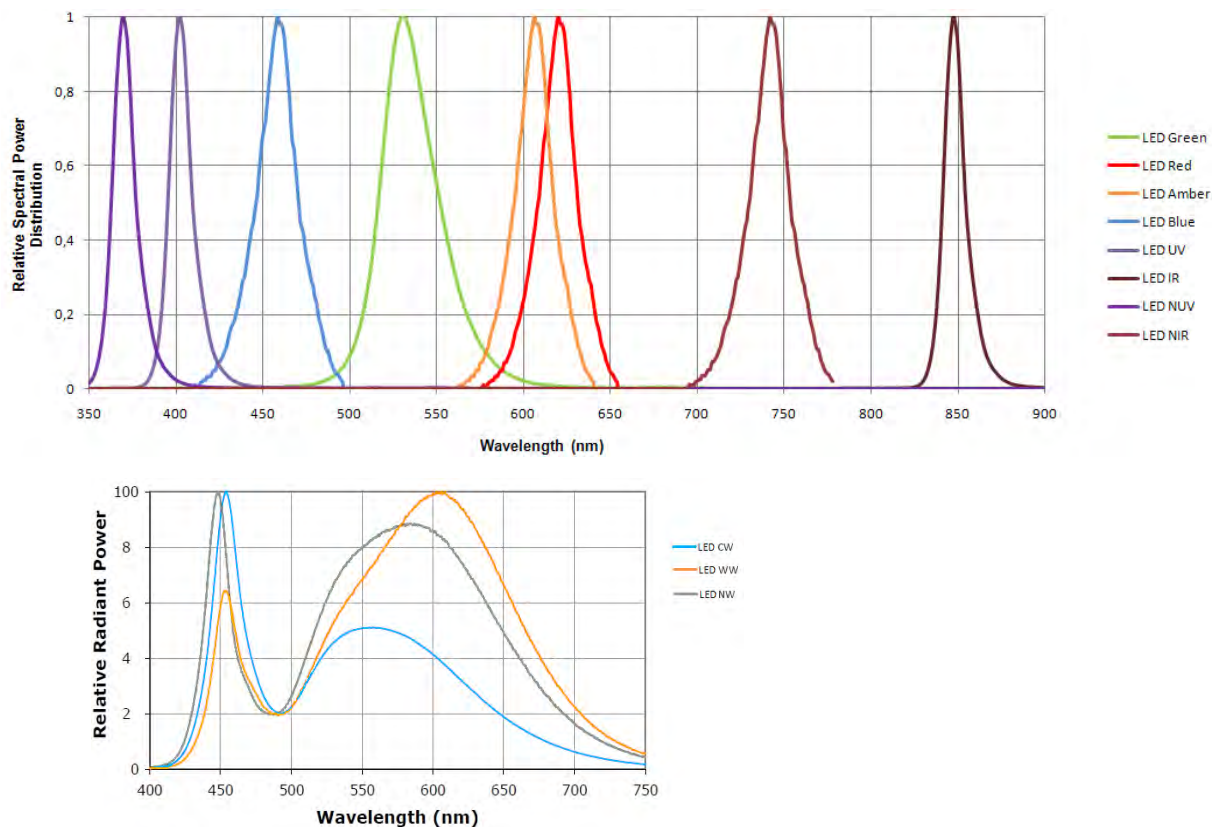 Relative Spectral Power
Distribution
1
0,8
0,6
0,4
0,2
0
350 400 450 500 550 600 650 700 750 800 850 900
Wavelength (nm)
LED Green
LED Red
LED Amber
LED Blue
LED UV
LED IR
LED NUV
LED NIR
Relative Radiant Power
100
8
6
4
2
0
400 450 500 550 600 650 700 750
Wavelength (nm)
LED CW
LED WW
LED NW